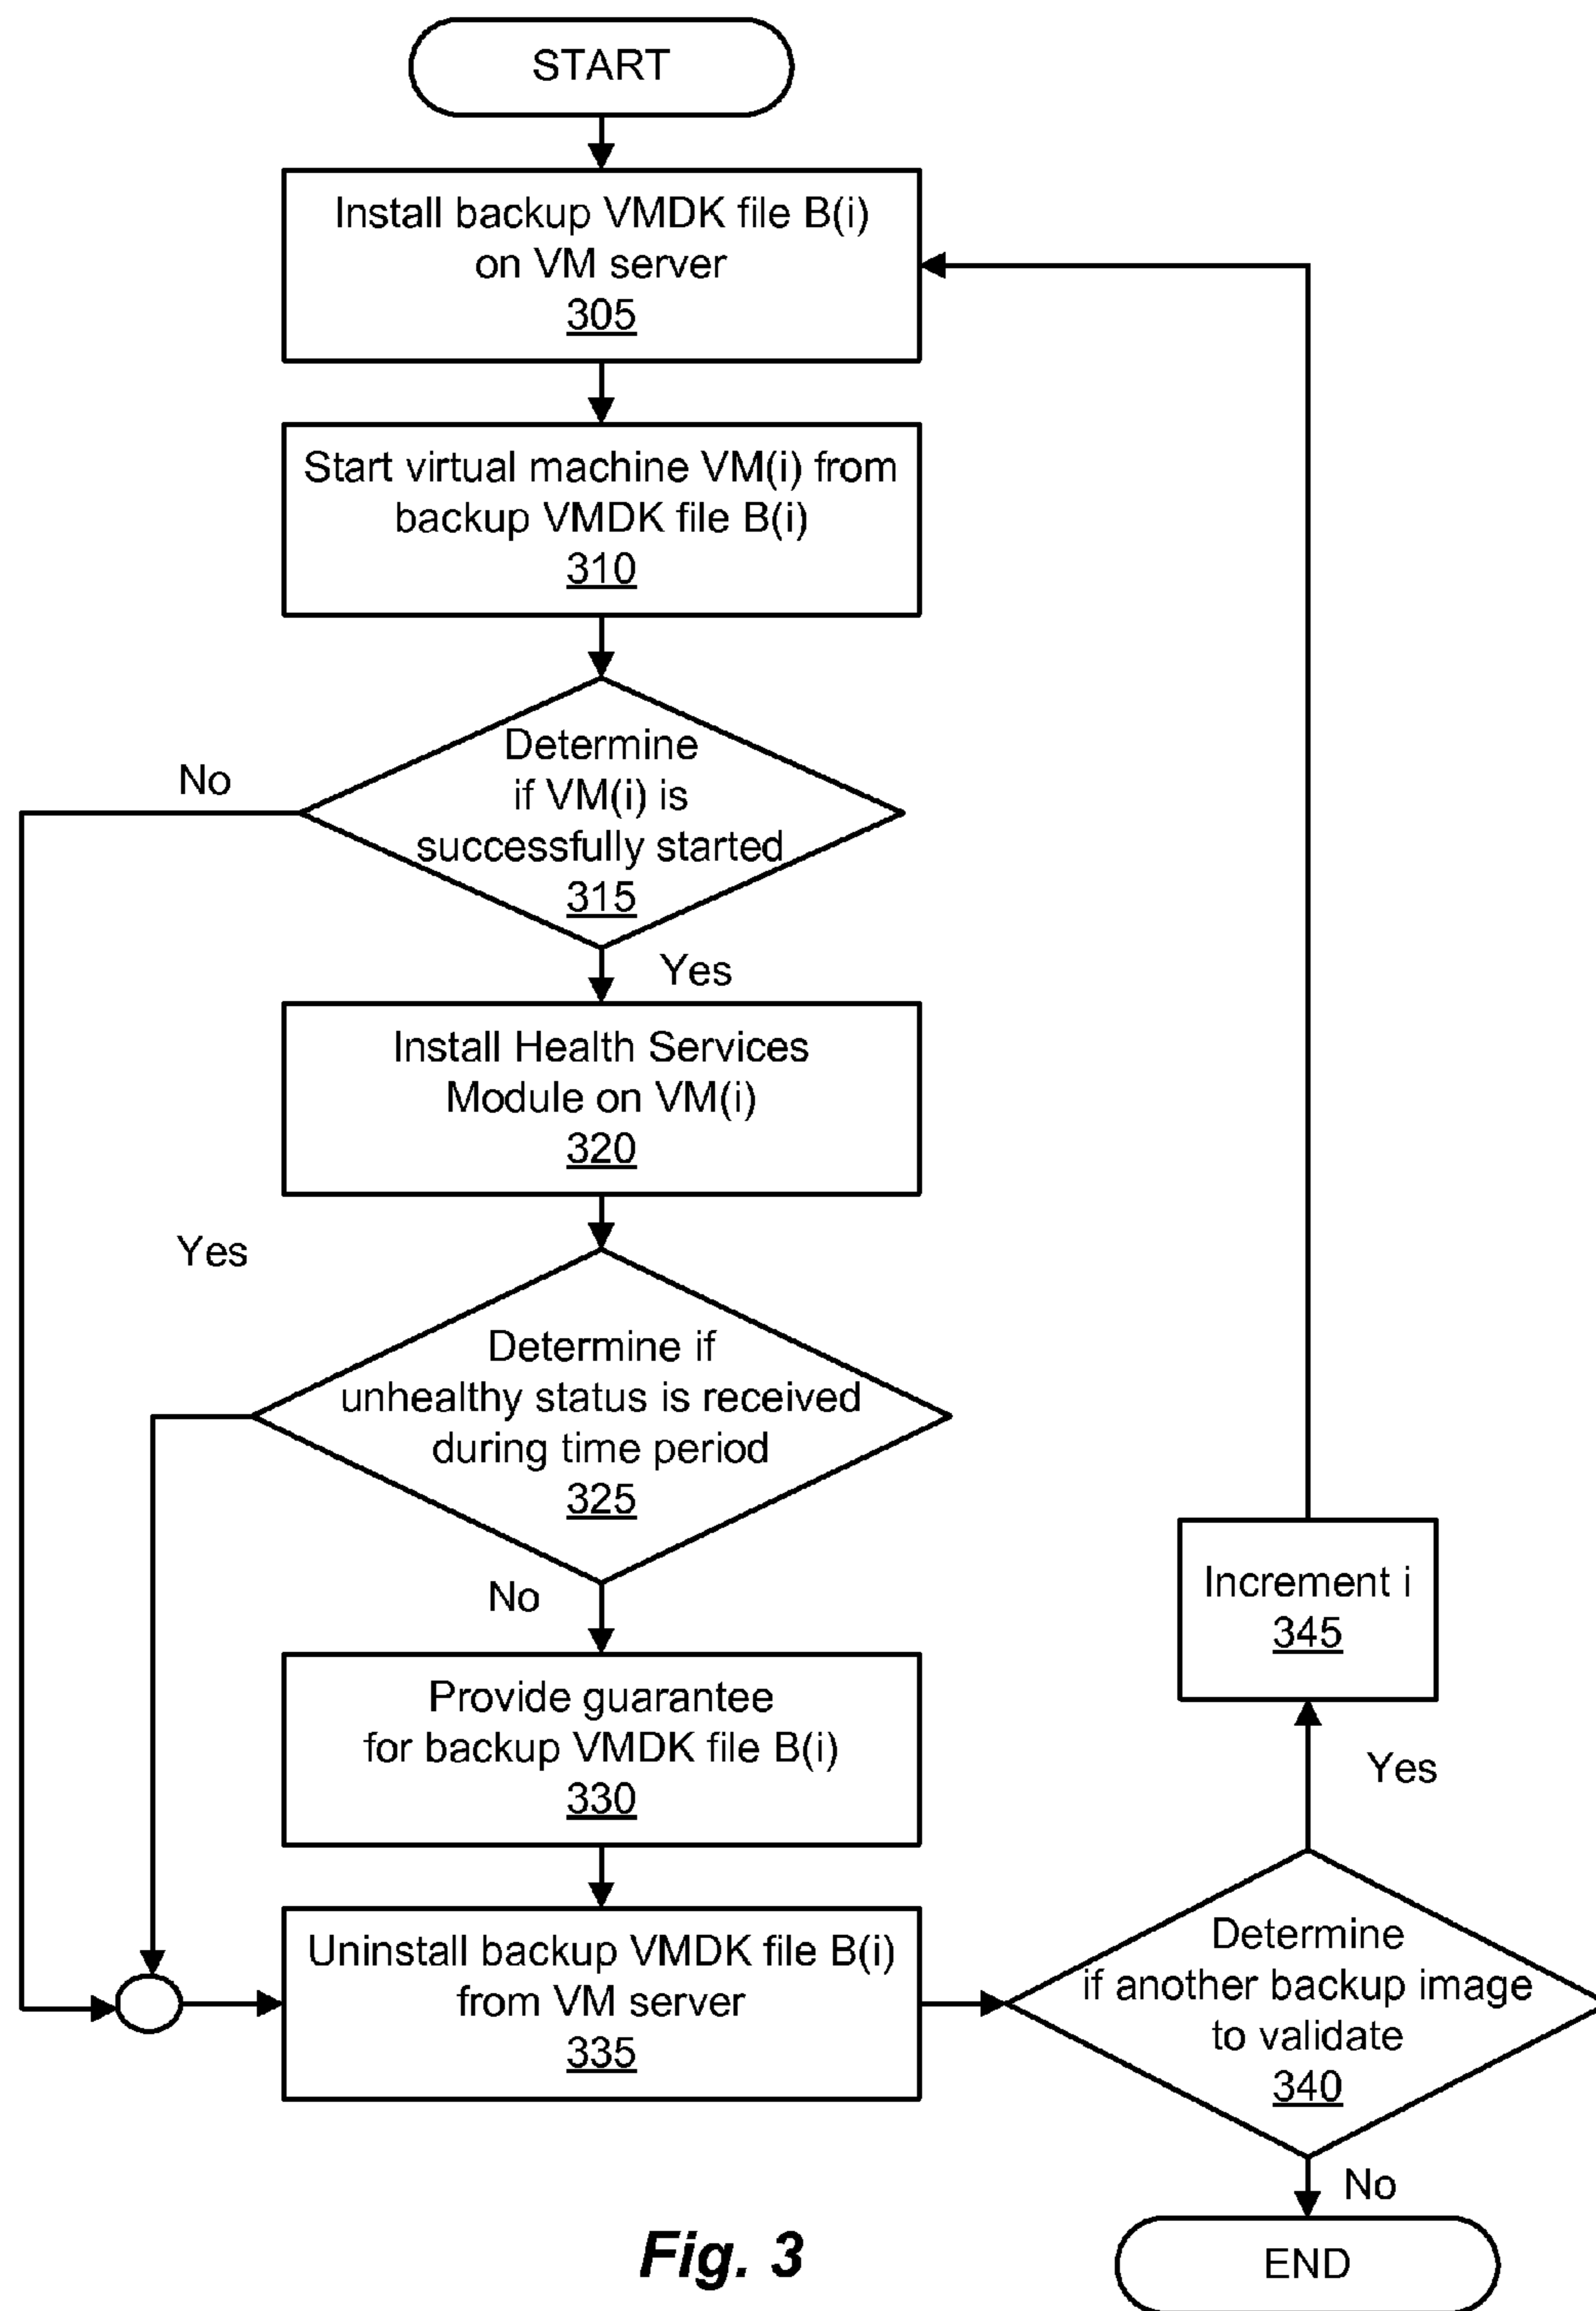 START
Install backup VMDK file B(i)
on VM server
305
Start virtual machine VM(i) from
backup VMDK file B(i)
310
Determine
if VM(i) is
successfully started
315
No
Yes
Install Health Services
Module on VM(i)
320
Yes
Determine if
unhealthy status is received
during time period
325
No
Provide guarantee
for backup VMDK file B(i)
330
Uninstall backup VMDK file B(i)
from VM server
335
Increment i
345
Yes
Determine
if another backup image
to validate
340
No
END
Fig. 3